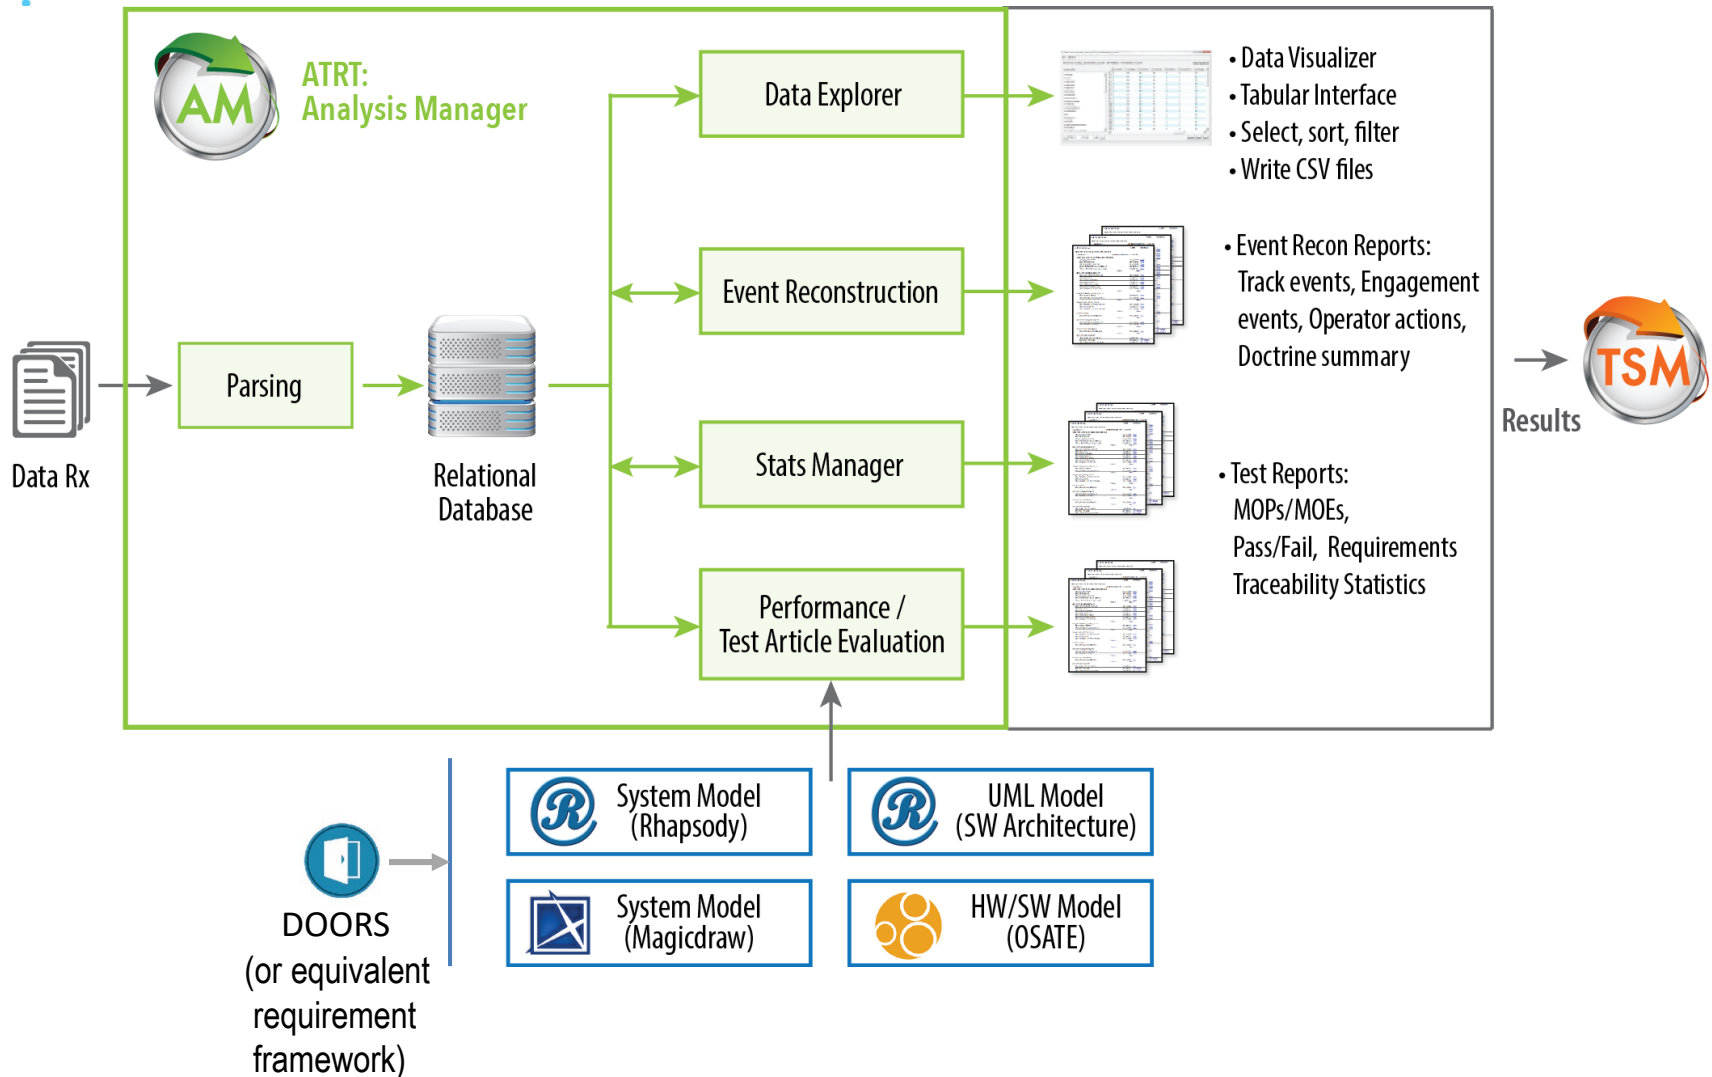 AM
ATRT:
Analysis Manager
Data Explorer
• Data Visualizer
• Tabular Interface
• Select, sort, filter
• Write CSV files
Event Reconstruction
• Event Recon Reports:
Track events, Engagement
events, Operator actions,
Doctrine summary
Data Rx
Parsing
Relational
Database
Stats Manager
• Test Reports:
MOPs/MOEs,
Pass/Fail, Requirements
Traceability Statistics
Performance /
Test Article Evaluation
Results
TSM
DOORS
(or equivalent
requirement
framework)
R
System Model
(Rhapsody)
R
UML Model
(SW Architecture)
System Model
(Magicdraw)
HW/SW Model
(OSATE)